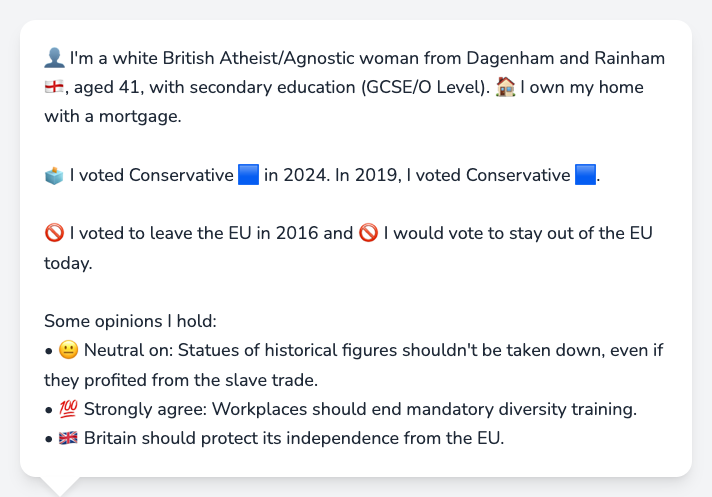 👤 I'm a white British Atheist/Agnostic woman from Dagenham and Rainham
🏴󠁧󠁢󠁥󠁮󠁧󠁿, aged 41, with secondary education (GCSE/O Level). 🏠 I own my home
with a mortgage.
🗳️ I voted Conservative 🟦 in 2024. In 2019, I voted Conservative 🟦.
🚫 I voted to leave the EU in 2016 and 🚫 I would vote to stay out of the EU
today.
Some opinions I hold:
• 😐 Neutral on: Statues of historical figures shouldn't be taken down, even if
they profited from the slave trade.
• 💯 Strongly agree: Workplaces should end mandatory diversity training.
• 🇬🇧 Britain should protect its independence from the EU.